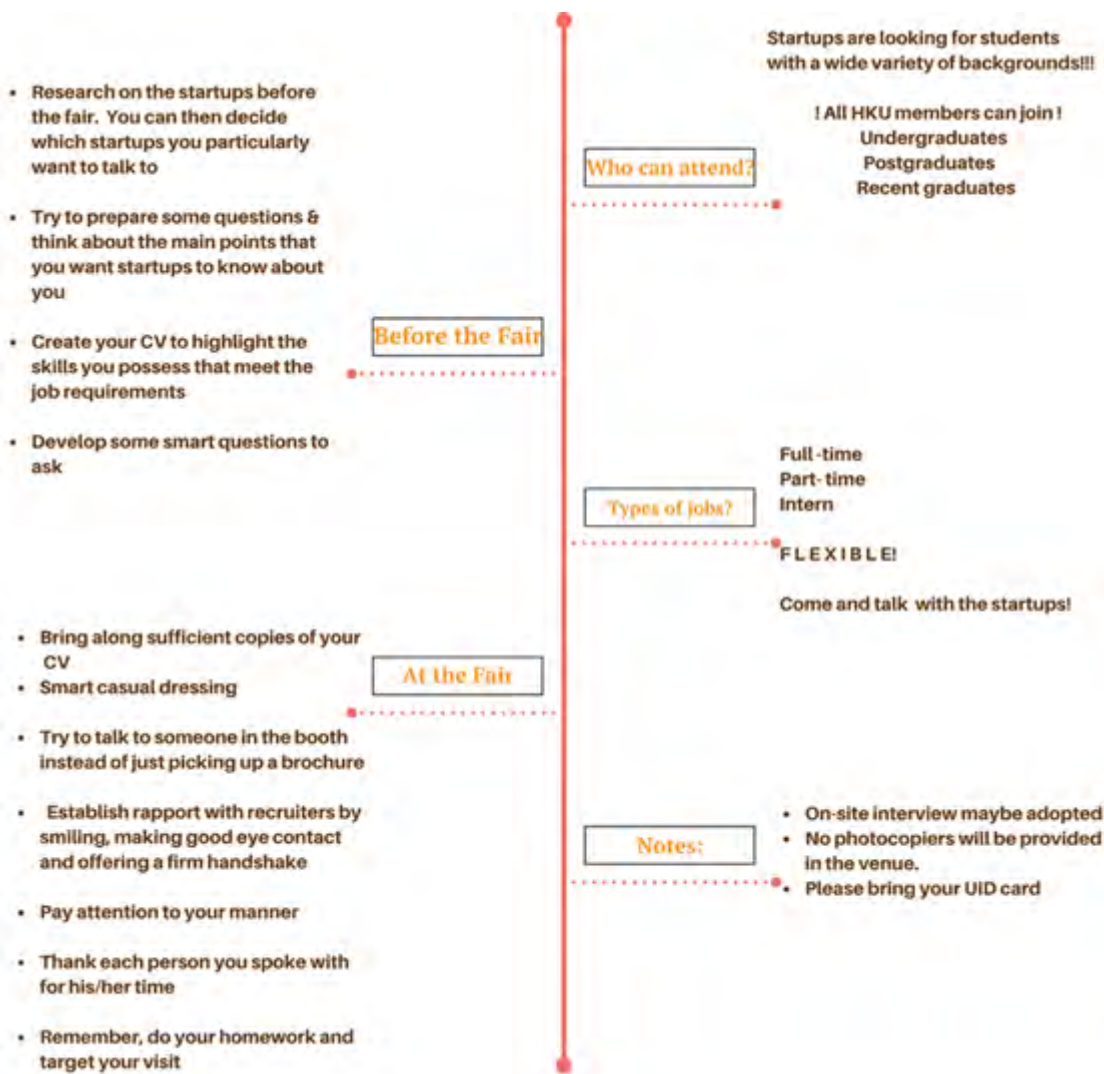 Startups are looking for students
with a wide variety of backgrounds!!!
! All HKU members can join !
Undergraduates
Postgraduates
Recent graduates
Who can attend?
• Research on the startups before
the fair. You can then decide
which startups you particularly
want to talk to
• Try to prepare some questions &
think about the main points that
you want startups to know about
you
• Create your CV to highlight the
skills you possess that meet the
job requirements
• Develop some smart questions to
ask
Before the Fair
Full-time
Part-time
Intern
FLEXIBLE!
Come and talk with the startups!
Types of jobs?
• Bring along sufficient copies of your
CV
• Smart casual dressing
• Try to talk to someone in the booth
instead of just picking up a brochure
• Establish rapport with recruiters by
smiling, making good eye contact
and offering a firm handshake
• Pay attention to your manner
• Thank each person you spoke with
for his/her time
• Remember, do your homework and
target your visit
At the Fair
Notes:
• On-site interview maybe adopted
• No photocopiers will be provided
in the venue.
• Please bring your UID card